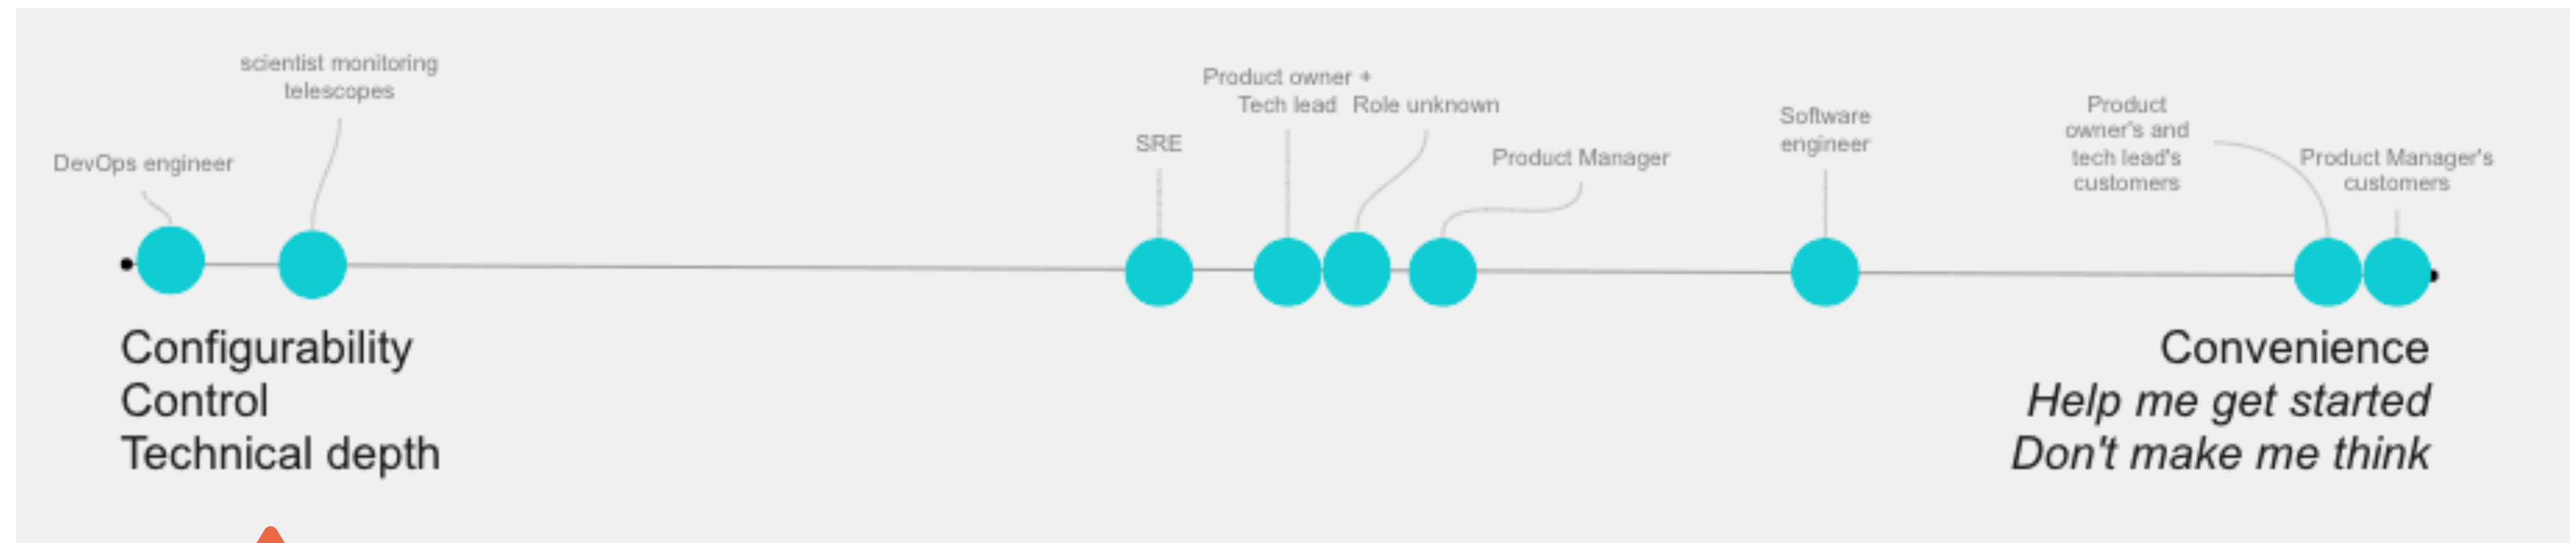 DevOps engineer
scientist monitoring
telescopes
SRE
Product owner +
Tech lead
Role unknown
Product Manager
Software
engineer
Product
owner's and
tech lead's
customers
Product Manager's
customers
Configurability
Control
Technical depth
Convenience
Help me get started
Don't make me think